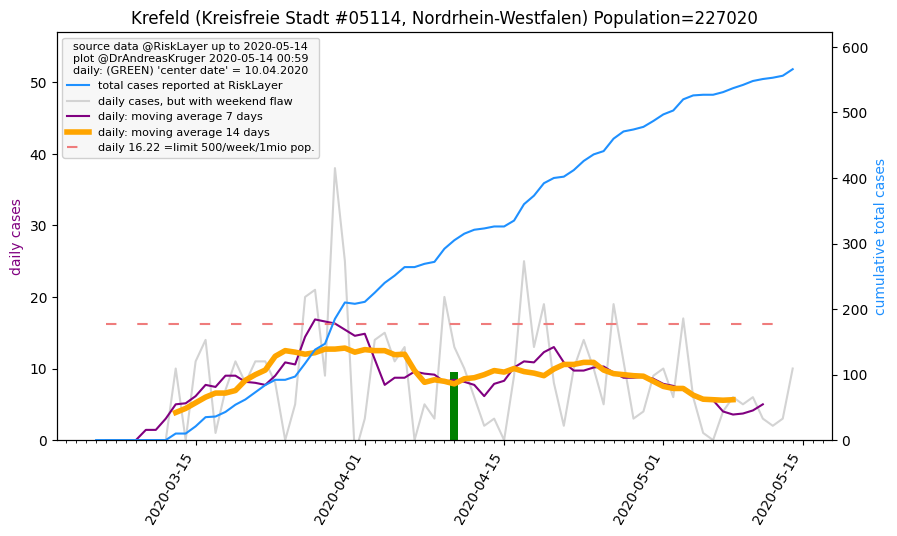 Krefeld (Kreisfreie Stadt #05114, Nordrhein-Westfalen) Population=227020
source data @RiskLayer up to 2020-05-14
plot @DrAndreasKruger 2020-05-14 00:59
daily: (GREEN) 'center date' = 10.04.2020
total cases reported at RiskLayer
daily cases, but with weekend flaw
daily: moving average 7 days
daily: moving average 14 days
daily 16.22 =limit 500/week/1mio pop.
daily cases
50
40
30
20
10
0
cumulative total cases
600
500
400
300
200
100
0
2020-03-15
2020-04-01
2020-04-15
2020-05-01
2020-05-15